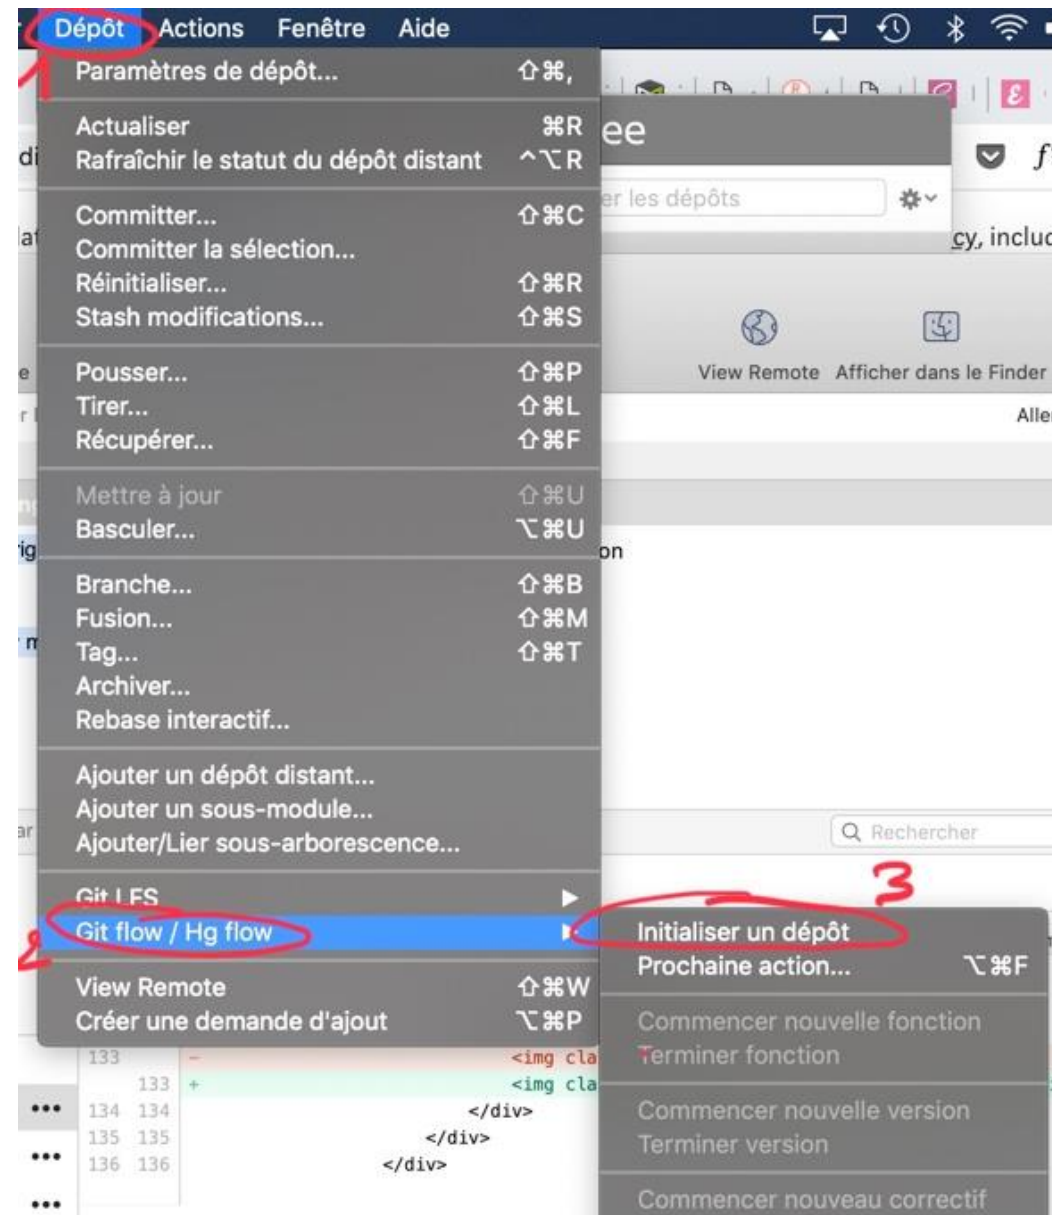 Dépôt Actions Fenêtre Aide
1
Paramètres de dépôt... ⇧⌘,
Actualiser ⌘R
Rafraîchir le statut du dépôt distant ^⌥R
ee
er les dépôts
Committer... ⇧⌘C
Committer la sélection...
cy, includ
Réinitialiser... ⇧⌘R
Stash modifications... ⇧⌘S
Pousser... ⇧⌘P
View Remote Afficher dans le Finder
Tirer... ⇧⌘L
Récupérer... ⇧⌘F
Mettre à jour ⇧⌘U
Basculer... ⌥⌘U
on
Branche... ⇧⌘B
Fusion... ⇧⌘M
Tag... ⇧⌘T
Archiver...
Rebase interactif...
Ajouter un dépôt distant...
Ajouter un sous-module...
Ajouter/Lier sous-arborescence...
Rechercher
Git LFS
3
2
Git flow / Hg flow
Initialiser un dépôt
Prochaine action... ⌥⌘F
View Remote ⇧⌘W
Créer une demande d'ajout ⌥⌘P
Commencer nouvelle fonction
Terminer fonction
Commencer nouvelle version
Terminer version
Commencer nouveau correctif
133 - <img cla
133 + <img cla
134 134 </div>
135 135 </div>
136 136 </div>